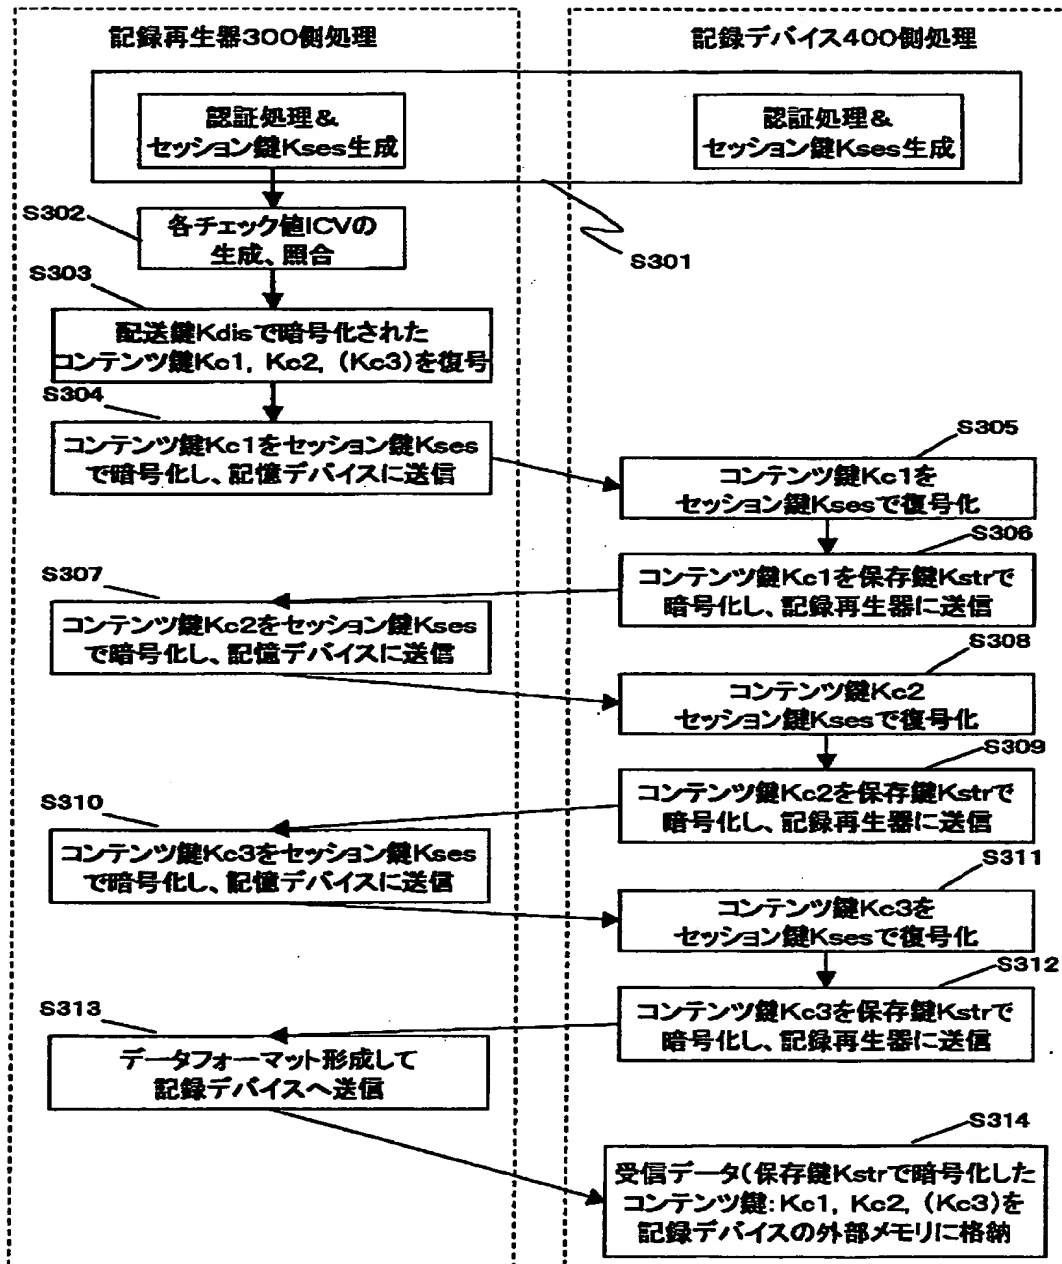 記録再生器300側処理
記録デバイス400側処理
認証処理&
セッション鍵Kses生成
認証処理&
セッション鍵Kses生成
S301
S302
各チェック値ICVの
生成、照合
S303
配送鍵Kdisで暗号化された
コンテンツ鍵Kc1, Kc2, (Kc3)を復号
S304
コンテンツ鍵Kc1をセッション鍵Kses
で暗号化し、記憶デバイスに送信
S305
コンテンツ鍵Kc1を
セッション鍵Ksesで復号化
S306
コンテンツ鍵Kc1を保存鍵Kstrで
暗号化し、記録再生器に送信
S307
コンテンツ鍵Kc2をセッション鍵Kses
で暗号化し、記憶デバイスに送信
S308
コンテンツ鍵Kc2
セッション鍵Ksesで復号化
S309
コンテンツ鍵Kc2を保存鍵Kstrで
暗号化し、記録再生器に送信
S310
コンテンツ鍵Kc3をセッション鍵Kses
で暗号化し、記憶デバイスに送信
S311
コンテンツ鍵Kc3を
セッション鍵Ksesで復号化
S312
コンテンツ鍵Kc3を保存鍵Kstrで
暗号化し、記録再生器に送信
S313
データフォーマット形成して
記録デバイスへ送信
S314
受信データ(保存鍵Kstrで暗号化した
コンテンツ鍵:Kc1, Kc2, (Kc3)を
記録デバイスの外部メモリに格納